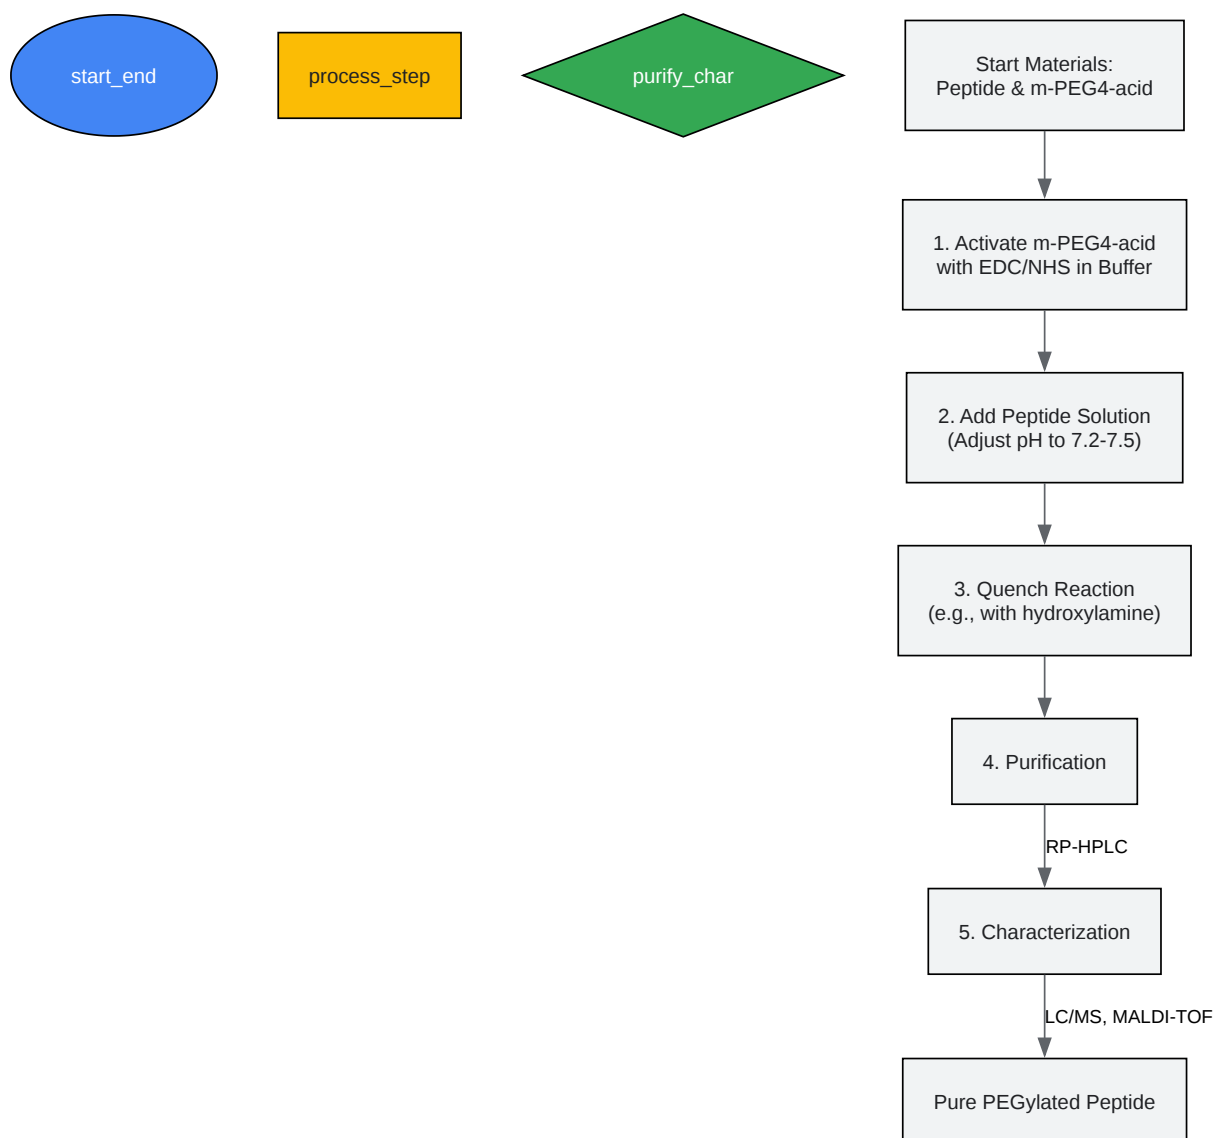 start_end
process_step
purify_char
Start Materials:
Peptide & m-PEG4-acid
1. Activate m-PEG4-acid
with EDC/NHS in Buffer
2. Add Peptide Solution
(Adjust pH to 7.2-7.5)
3. Quench Reaction
(e.g., with hydroxylamine)
4. Purification
RP-HPLC
5. Characterization
LC/MS, MALDI-TOF
Pure PEGylated Peptide